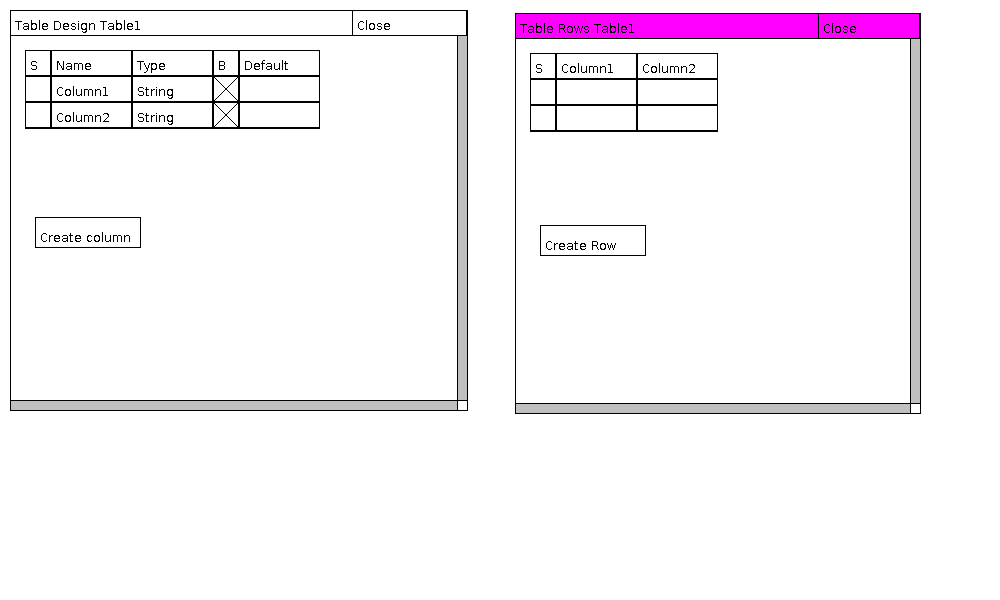 Table Design Table1 Close
S Name Type B Default
Column1 String
Column2 String
Create column
Table Rows Table1 Close
S Column1 Column2
Create Row